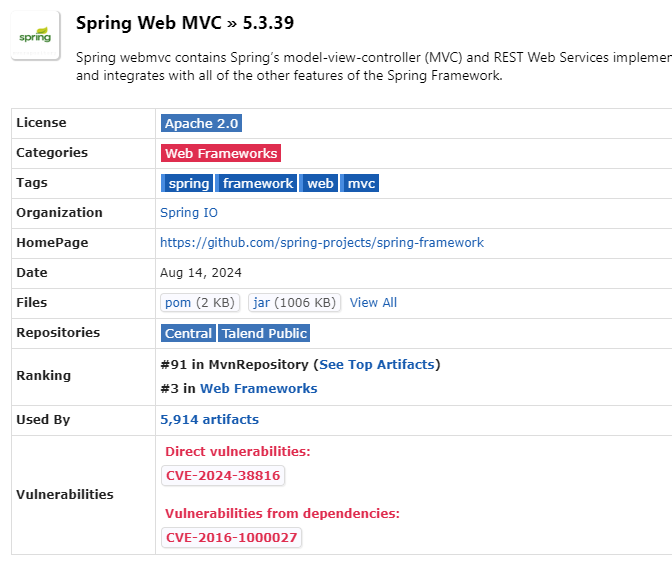 spring
Spring Web MVC » 5.3.39
Spring webmvc contains Spring’s model-view-controller (MVC) and REST Web Services implemen
and integrates with all of the other features of the Spring Framework.
License Apache 2.0
Categories Web Frameworks
Tags spring framework web mvc
Organization Spring IO
HomePage https://github.com/spring-projects/spring-framework
Date Aug 14, 2024
Files pom (2 KB) jar (1006 KB) View All
Repositories Central Talend Public
Ranking
#91 in MvnRepository (See Top Artifacts)
#3 in Web Frameworks
Used By 5,914 artifacts
Vulnerabilities
Direct vulnerabilities:
CVE-2024-38816
Vulnerabilities from dependencies:
CVE-2016-1000027